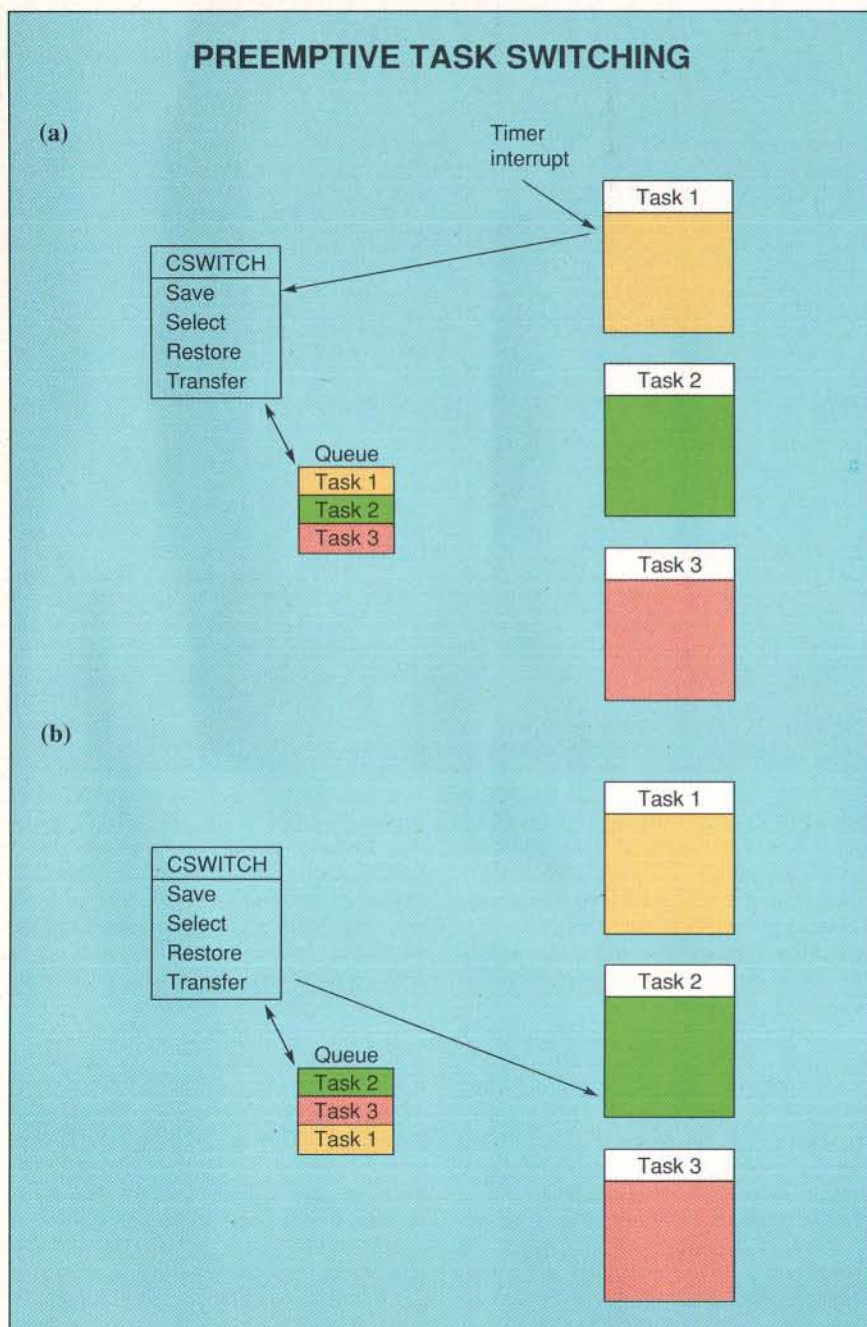 PREEMPTIVE TASK SWITCHING
(a)
Timer
interrupt
Task 1
CSWITCH
Save
Select
Restore
Transfer
Task 2
Queue
Task 1
Task 2
Task 3
Task 3
(b)
Task 1
CSWITCH
Save
Select
Restore
Transfer
Task 2
Queue
Task 2
Task 3
Task 1
Task 3